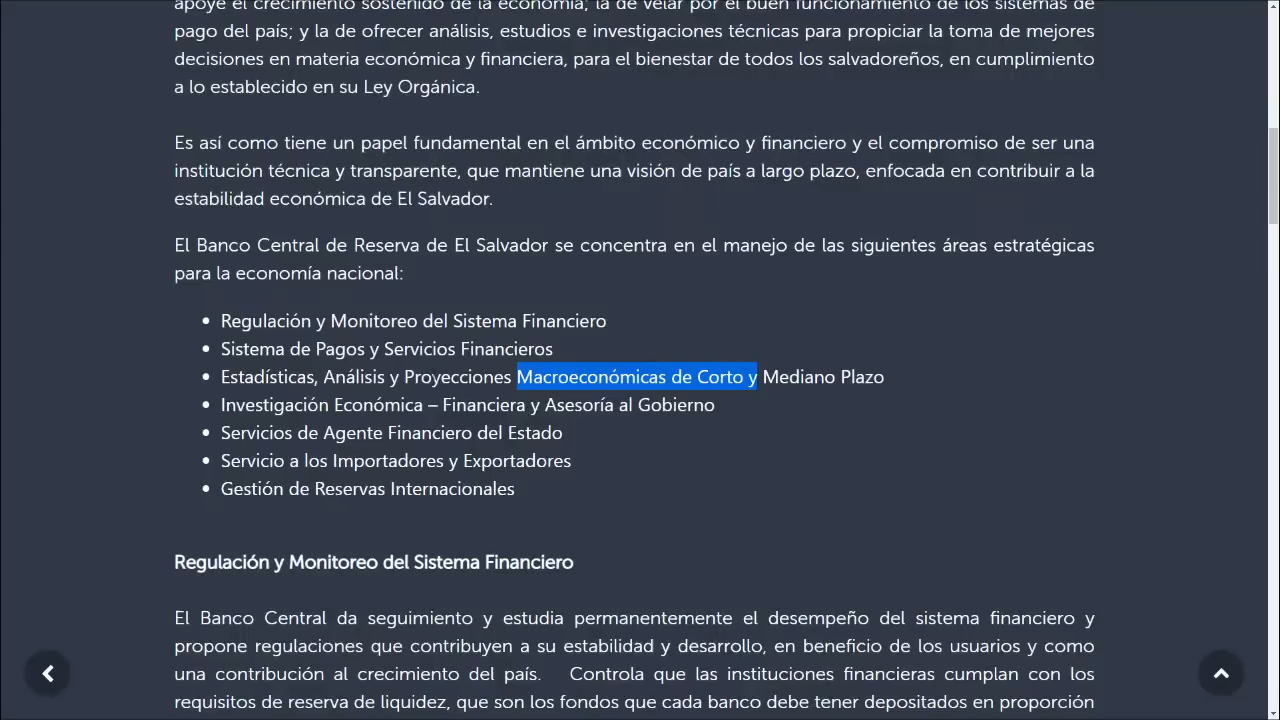 apoye el crecimiento sostenido de la economía; la de velar por el buen funcionamiento de los sistemas de
pago del país; y la de ofrecer análisis, estudios e investigaciones técnicas para propiciar la toma de mejores
decisiones en materia económica y financiera, para el bienestar de todos los salvadoreños, en cumplimiento
a lo establecido en su Ley Orgánica.
Es así como tiene un papel fundamental en el ámbito económico y financiero y el compromiso de ser una
institución técnica y transparente, que mantiene una visión de país a largo plazo, enfocada en contribuir a la
estabilidad económica de El Salvador.
El Banco Central de Reserva de El Salvador se concentra en el manejo de las siguientes áreas estratégicas
para la economía nacional:
• Regulación y Monitoreo del Sistema Financiero
• Sistema de Pagos y Servicios Financieros
• Estadísticas, Análisis y Proyecciones Macroeconómicas de Corto y Mediano Plazo
• Investigación Económica – Financiera y Asesoría al Gobierno
• Servicios de Agente Financiero del Estado
• Servicio a los Importadores y Exportadores
• Gestión de Reservas Internacionales
Regulación y Monitoreo del Sistema Financiero
El Banco Central da seguimiento y estudia permanentemente el desempeño del sistema financiero y
propone regulaciones que contribuyen a su estabilidad y desarrollo, en beneficio de los usuarios y como
una contribución al crecimiento del país. Controla que las instituciones financieras cumplan con los
requisitos de reserva de liquidez, que son los fondos que cada banco debe tener depositados en proporción